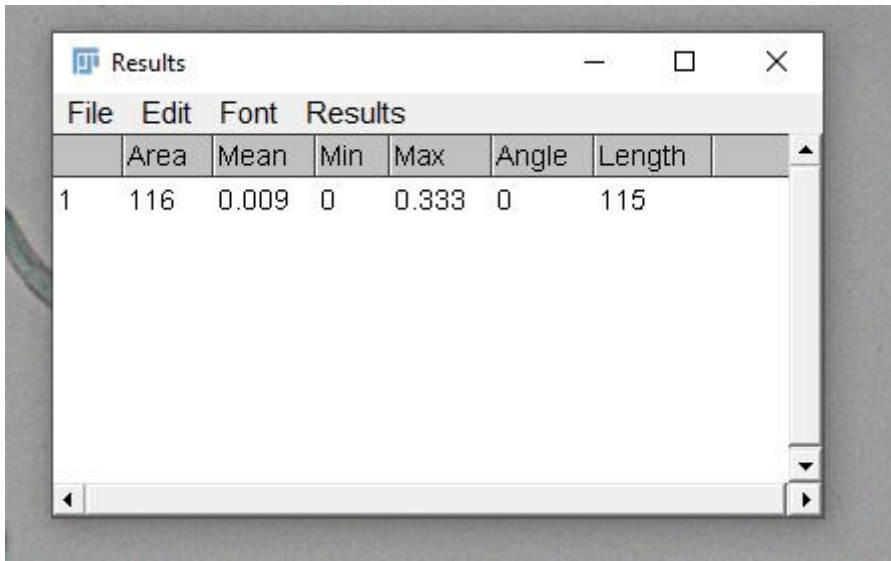 Results
File Edit Font Results
Area Mean Min Max Angle Length
1 116 0.009 0 0.333 0 115